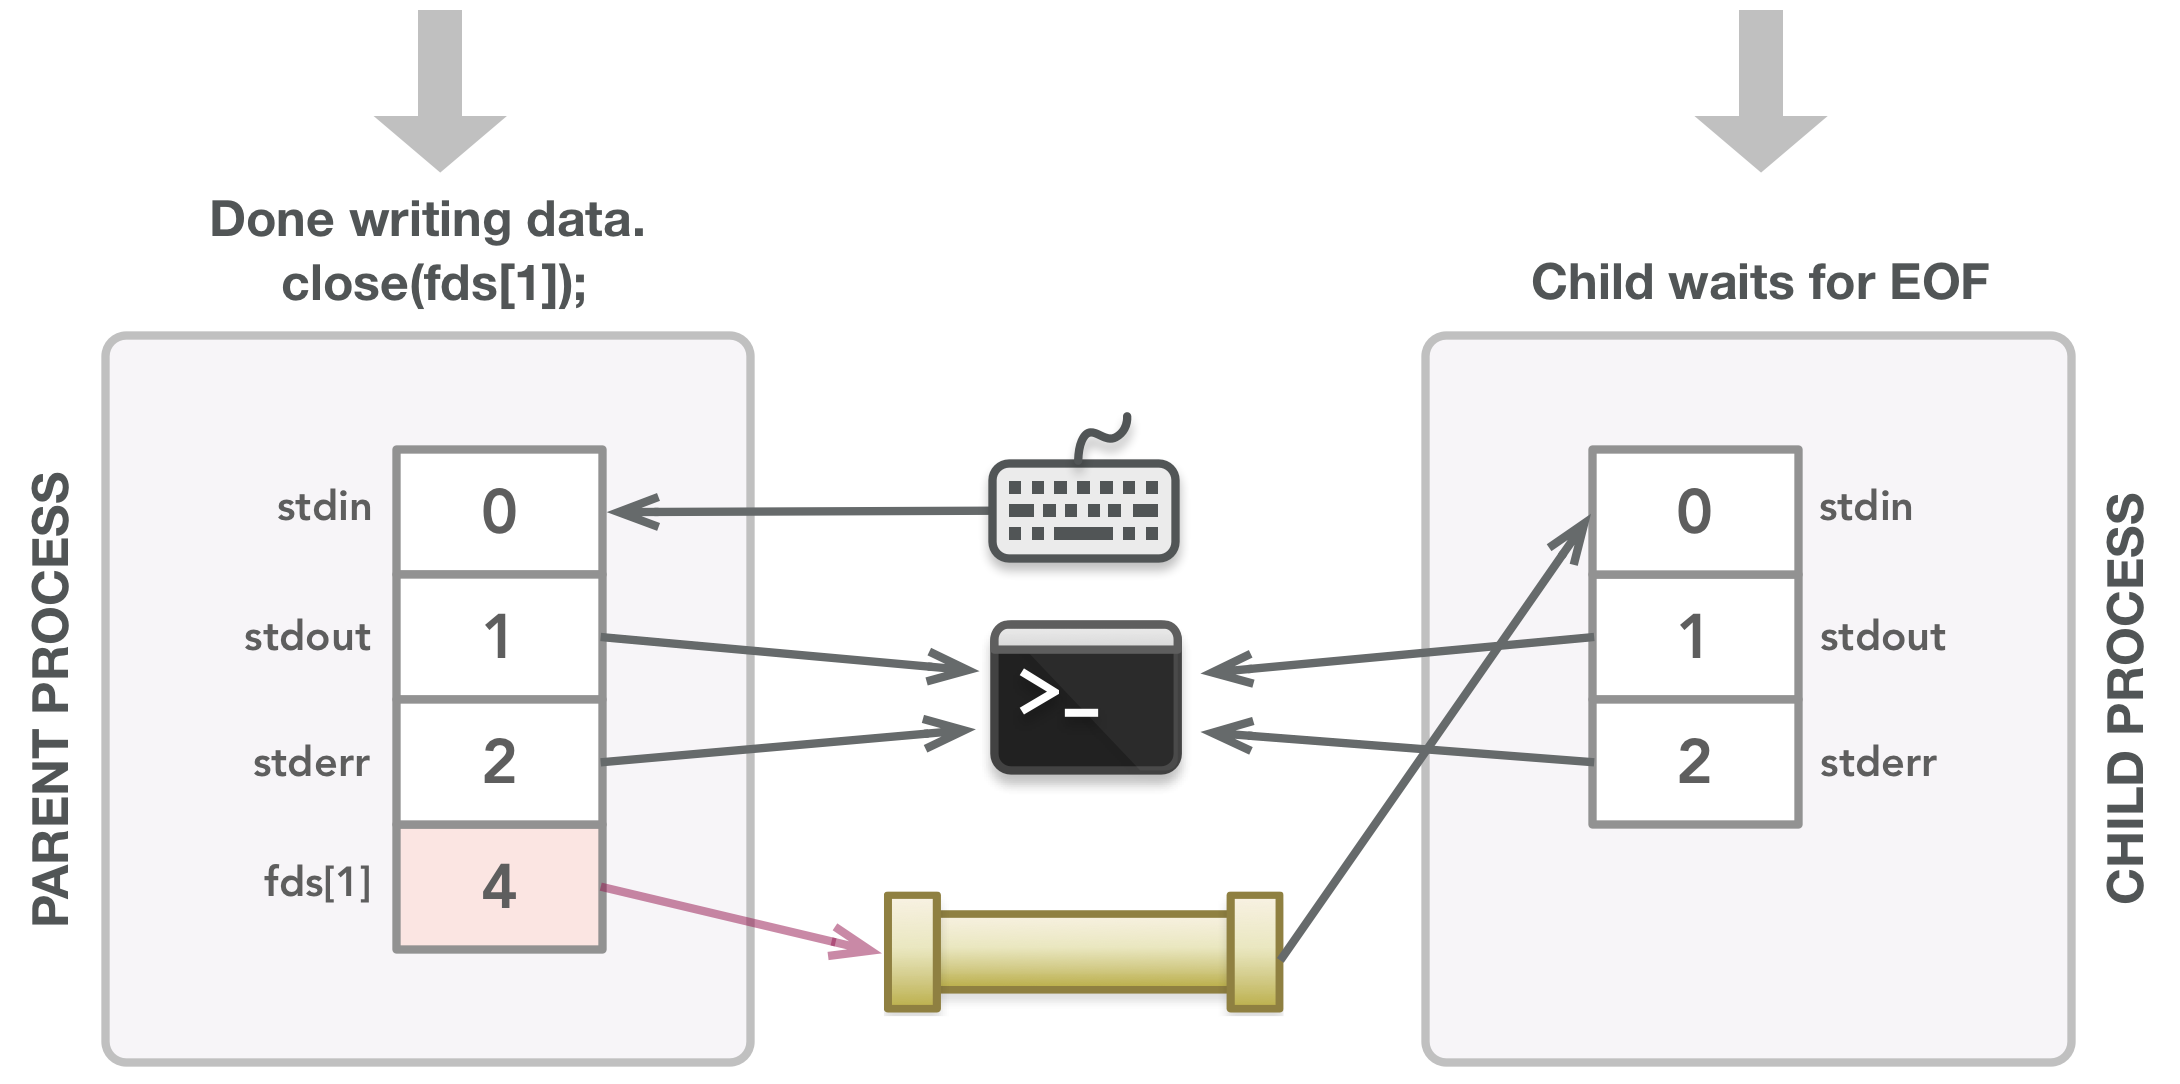 Done writing data.
close(fds[1]);
Child waits for EOF
PARENT PROCESS
stdin
0
stdout
1
stderr
2
fds[1]
4
>_
0
stdin
1
stdout
2
stderr
CHILD PROCESS